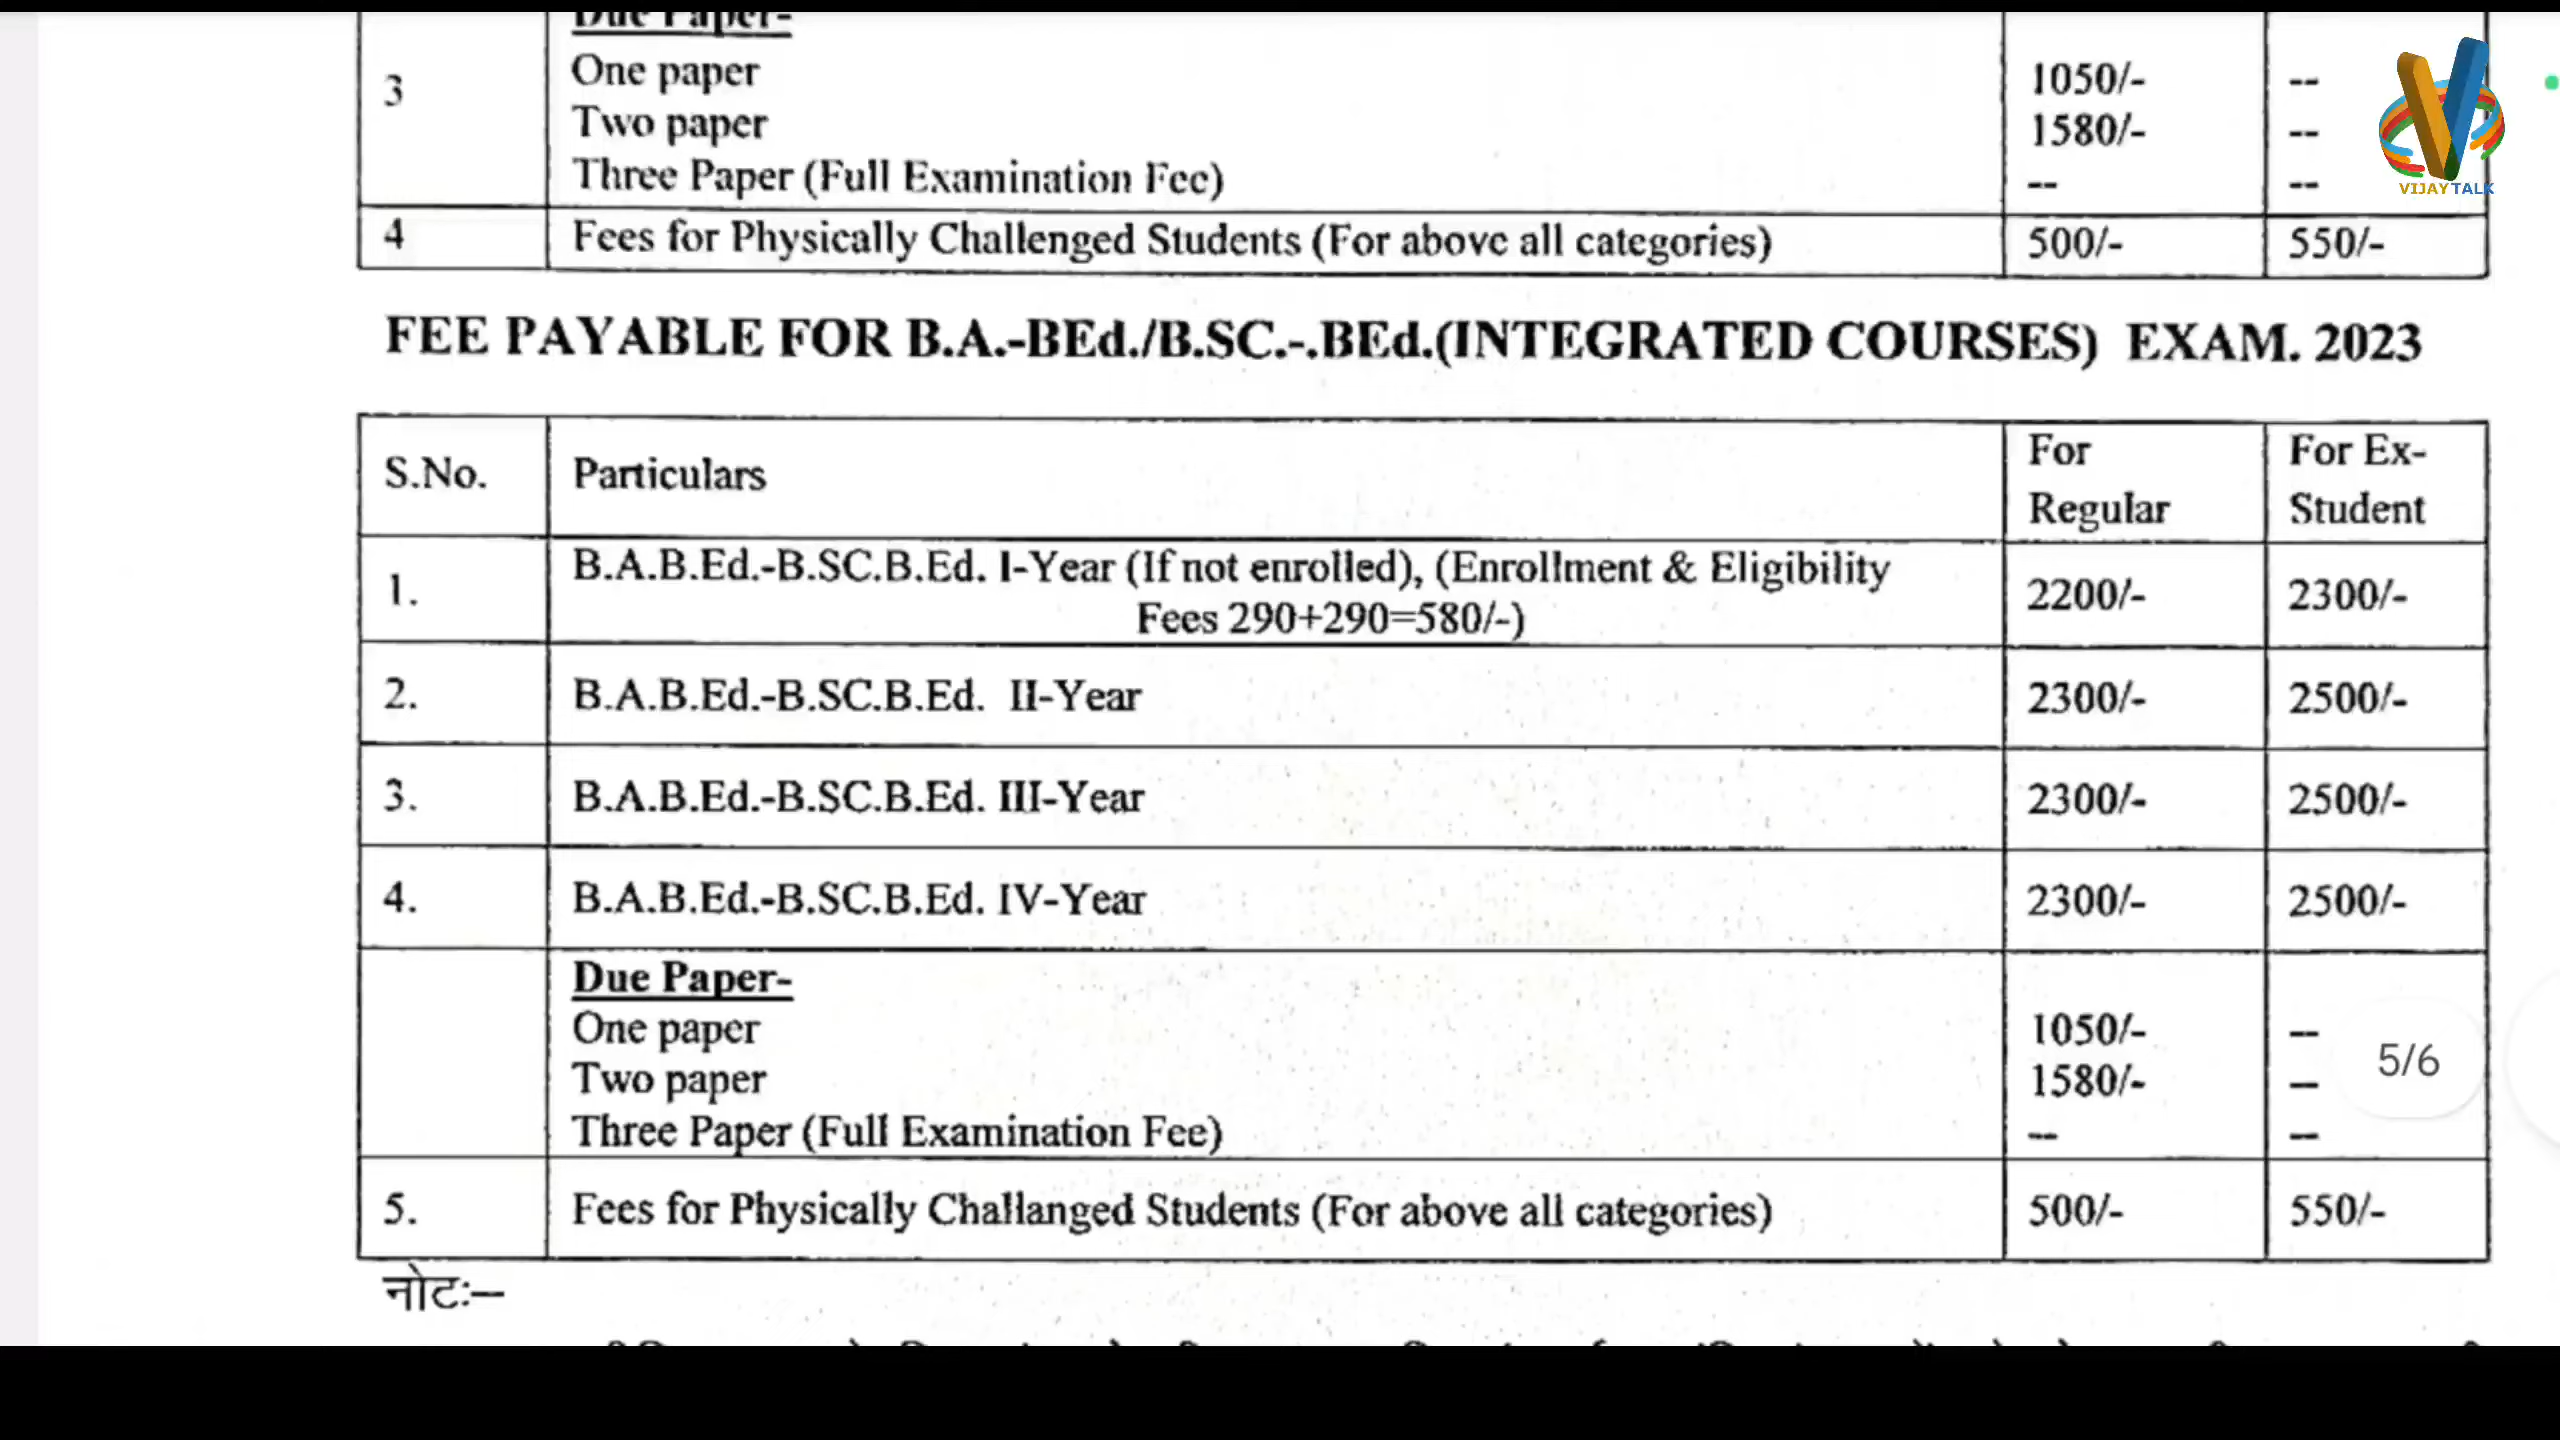 Due Paper-
3 One paper 1050/- --
Two paper 1580/- --
Three Paper (Full Examination Fee) -- --
4 Fees for Physically Challenged Students (For above all categories) 500/- 550/-
VIJAYTALK
FEE PAYABLE FOR B.A.-BEd./B.SC.-.BEd.(INTEGRATED COURSES) EXAM. 2023
S.No. Particulars For Regular For Ex-Student
1. B.A.B.Ed.-B.SC.B.Ed. I-Year (If not enrolled), (Enrollment & Eligibility 2200/- 2300/-
Fees 290+290=580/-)
2. B.A.B.Ed.-B.SC.B.Ed. II-Year 2300/- 2500/-
3. B.A.B.Ed.-B.SC.B.Ed. III-Year 2300/- 2500/-
4. B.A.B.Ed.-B.SC.B.Ed. IV-Year 2300/- 2500/-
Due Paper-
One paper 1050/- --
Two paper 1580/- --
5/6
Three Paper (Full Examination Fee) -- --
5. Fees for Physically Challanged Students (For above all categories) 500/- 550/-
नोटः–